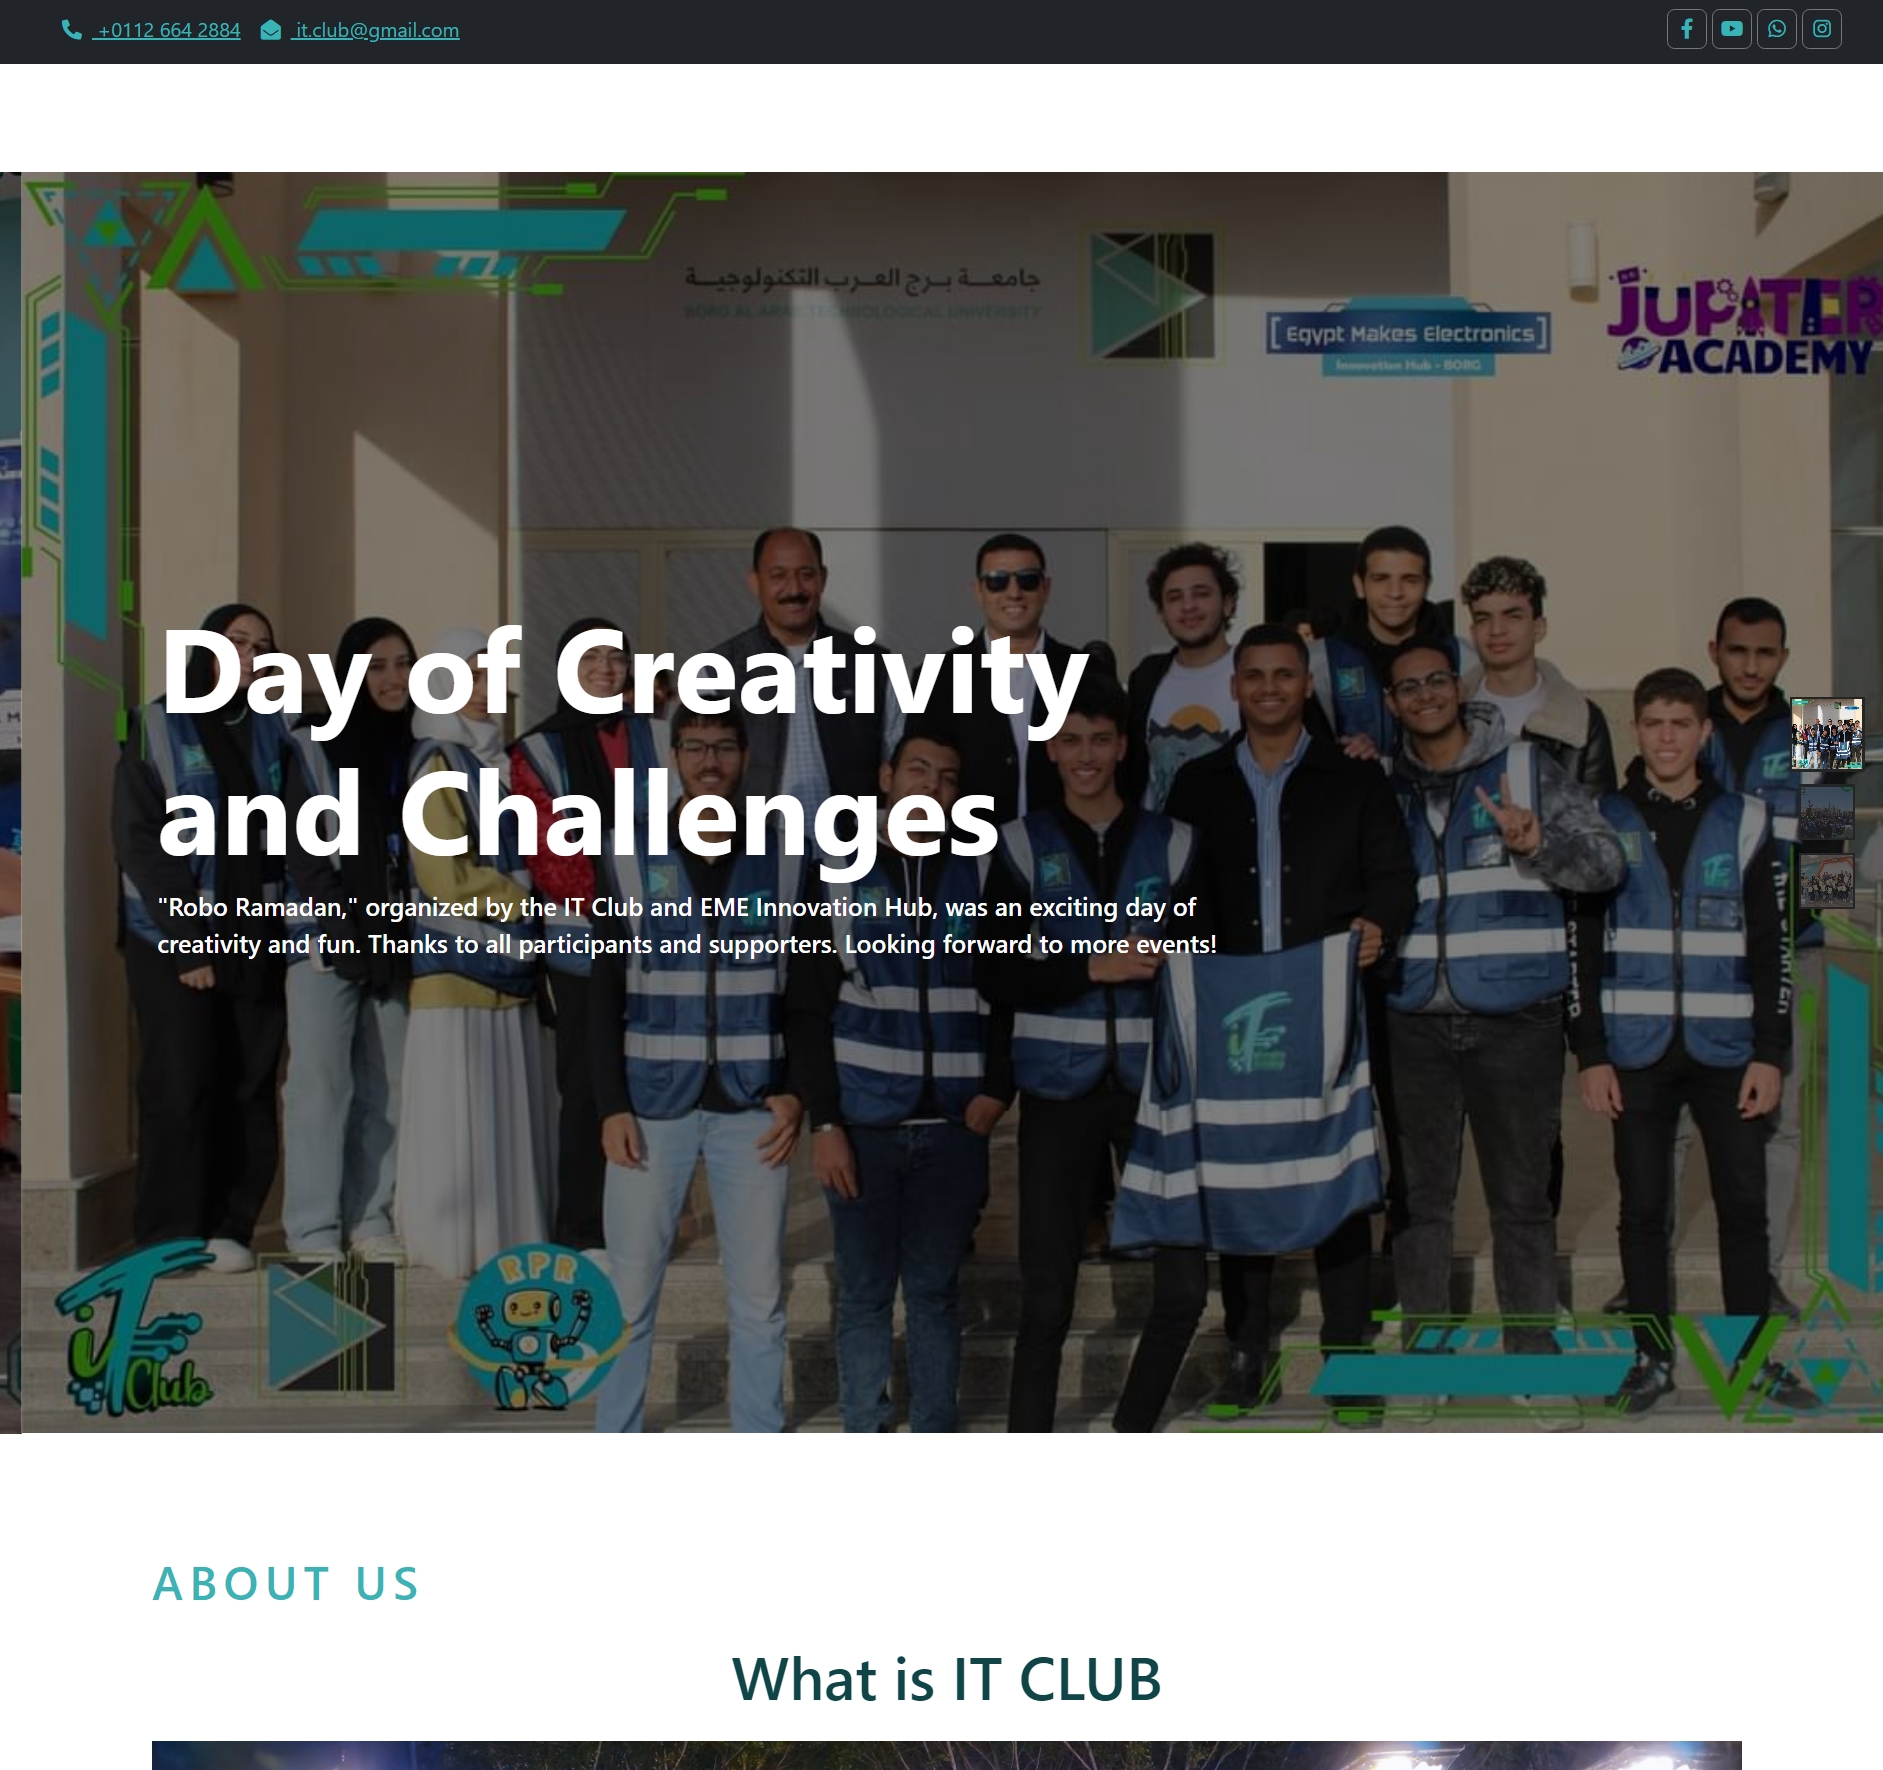 +0112 664 2884 it.club@gmail.com
جامعة برج العرب التكنولوجية
BORG AL ARAB TECHNOLOGICAL UNIVERSITY
[Egypt Makes Electronics]
Innovation Hub - BORG
JUPITER
ACADEMY
Day of Creativity
and Challenges
"Robo Ramadan," organized by the IT Club and EME Innovation Hub, was an exciting day of
creativity and fun. Thanks to all participants and supporters. Looking forward to more events!
RPR
iT Club
ABOUT US
What is IT CLUB